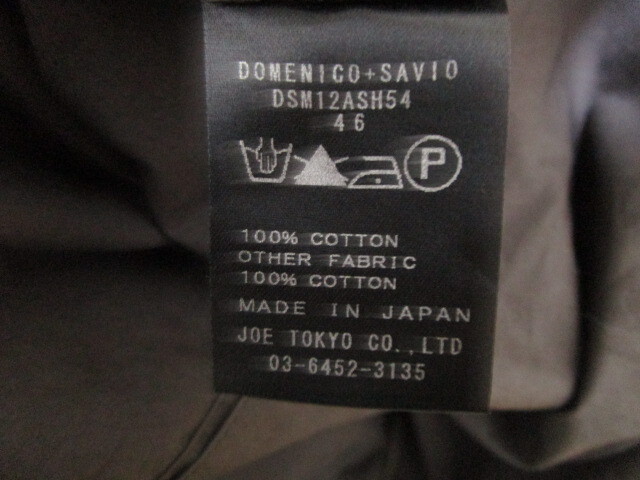 DOMENICO+SAVIO
DSM12ASH54
46
P
100% COTTON
OTHER FABRIC
100% COTTON
MADE IN JAPAN
JOE TOKYO CO.,LTD
03-6452-3135